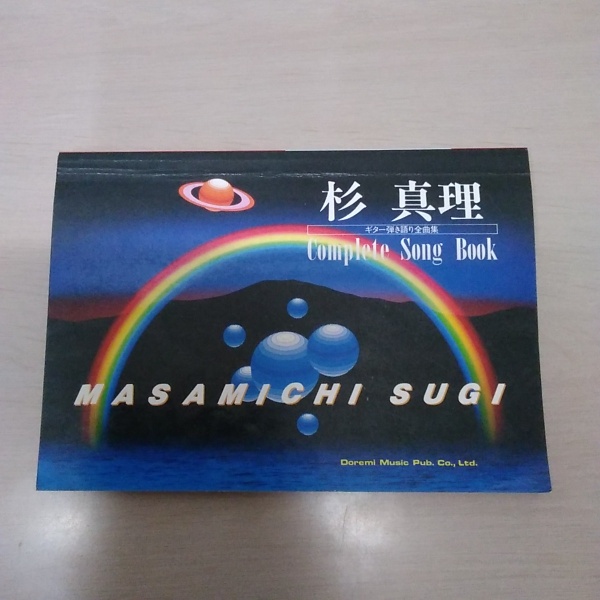 杉 真理
ギター弾き語り全曲集
Complete Song Book
MASAMICHI SUGI
Doremi Music Pub. Co., Ltd.